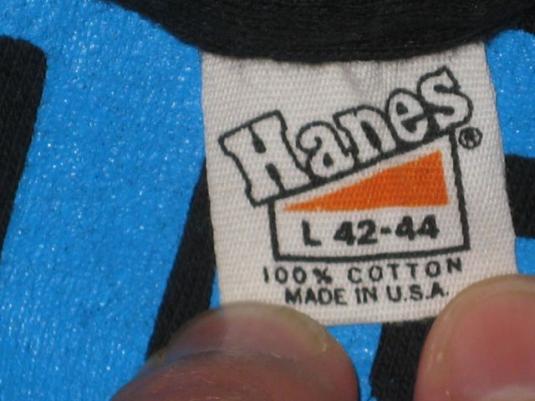 Hanes®
L 42-44
100% COTTON
MADE IN U.S.A.